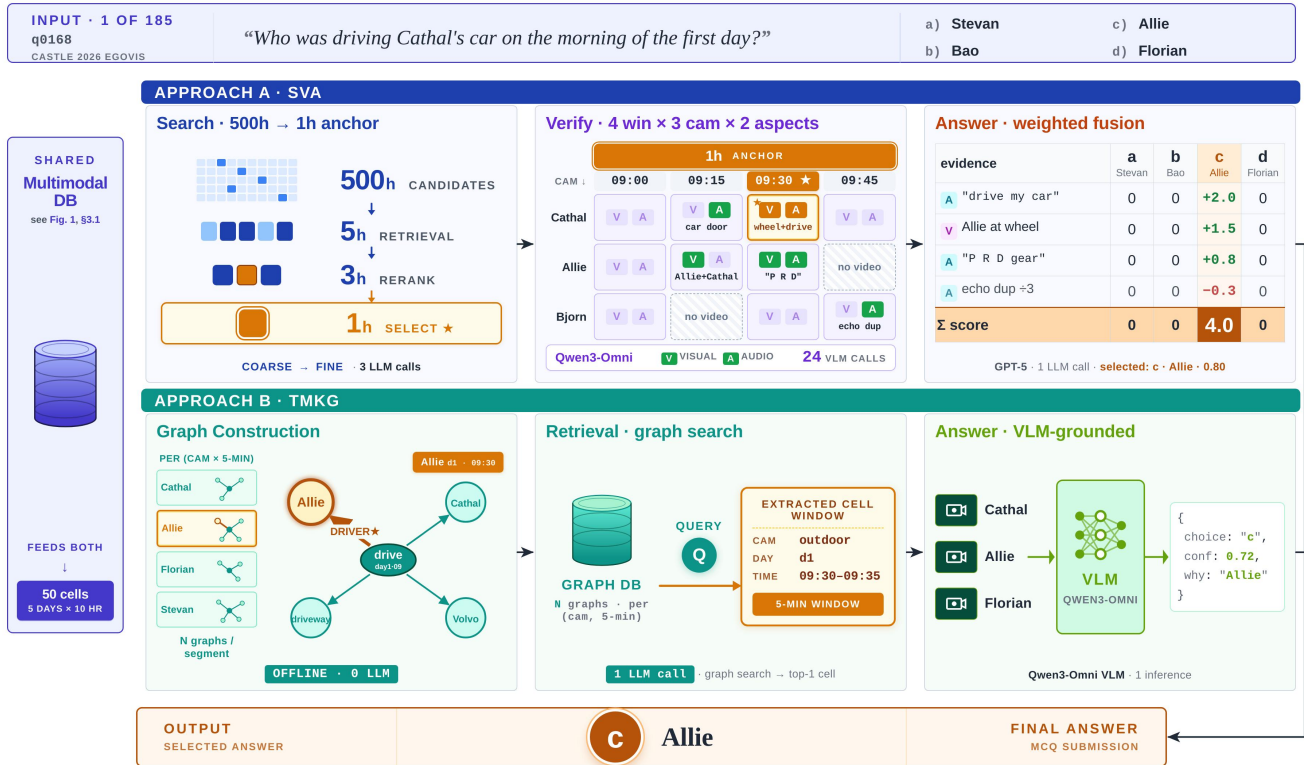 INPUT · 1 OF 185
q0168
CASTLE 2026 EGOVIS
“Who was driving Cathal's car on the morning of the first day?”
a) Stevan
c) Allie
b) Bao
d) Florian
SHARED
Multimodal
DB
see Fig. 1, §3.1
FEEDS BOTH
↓
50 cells
5 DAYS × 10 HR
APPROACH A · SVA
Search · 500h → 1h anchor
500h CANDIDATES
5h RETRIEVAL
3h RERANK
1h SELECT ★
COARSE → FINE · 3 LLM calls
Verify · 4 win × 3 cam × 2 aspects
1h ANCHOR
CAM ↓ 09:00 09:15 09:30 ★ 09:45
Cathal V A V A ★ V A V A
car door wheel+drive
Allie V A V A V A no video
Allie+Cathal "P R D"
Bjorn V A no video V A V A
echo dup
Qwen3-Omni V VISUAL A AUDIO 24 VLM CALLS
Answer · weighted fusion
evidence a b c d
Stevan Bao Allie Florian
A "drive my car" 0 0 +2.0 0
V Allie at wheel 0 0 +1.5 0
A "P R D gear" 0 0 +0.8 0
A echo dup ÷3 0 0 −0.3 0
Σ score 0 0 4.0 0
GPT-5 · 1 LLM call · selected: c · Allie · 0.80
APPROACH B · TMKG
Graph Construction
PER (CAM × 5-MIN)
Cathal
Allie
Florian
Stevan
N graphs /
segment
Allie d1 · 09:30
Allie
Cathal
DRIVER★
drive
day1-09
driveway
Volvo
OFFLINE · 0 LLM
Retrieval · graph search
GRAPH DB
N graphs · per
(cam, 5-min)
QUERY
Q
EXTRACTED CELL
WINDOW
CAM outdoor
DAY d1
TIME 09:30–09:35
5-MIN WINDOW
1 LLM call · graph search → top-1 cell
Answer · VLM-grounded
Cathal
Allie
Florian
VLM
QWEN3-OMNI
{
choice: "c",
conf: 0.72,
why: "Allie"
}
Qwen3-Omni VLM · 1 inference
OUTPUT
SELECTED ANSWER
c Allie
FINAL ANSWER
MCQ SUBMISSION